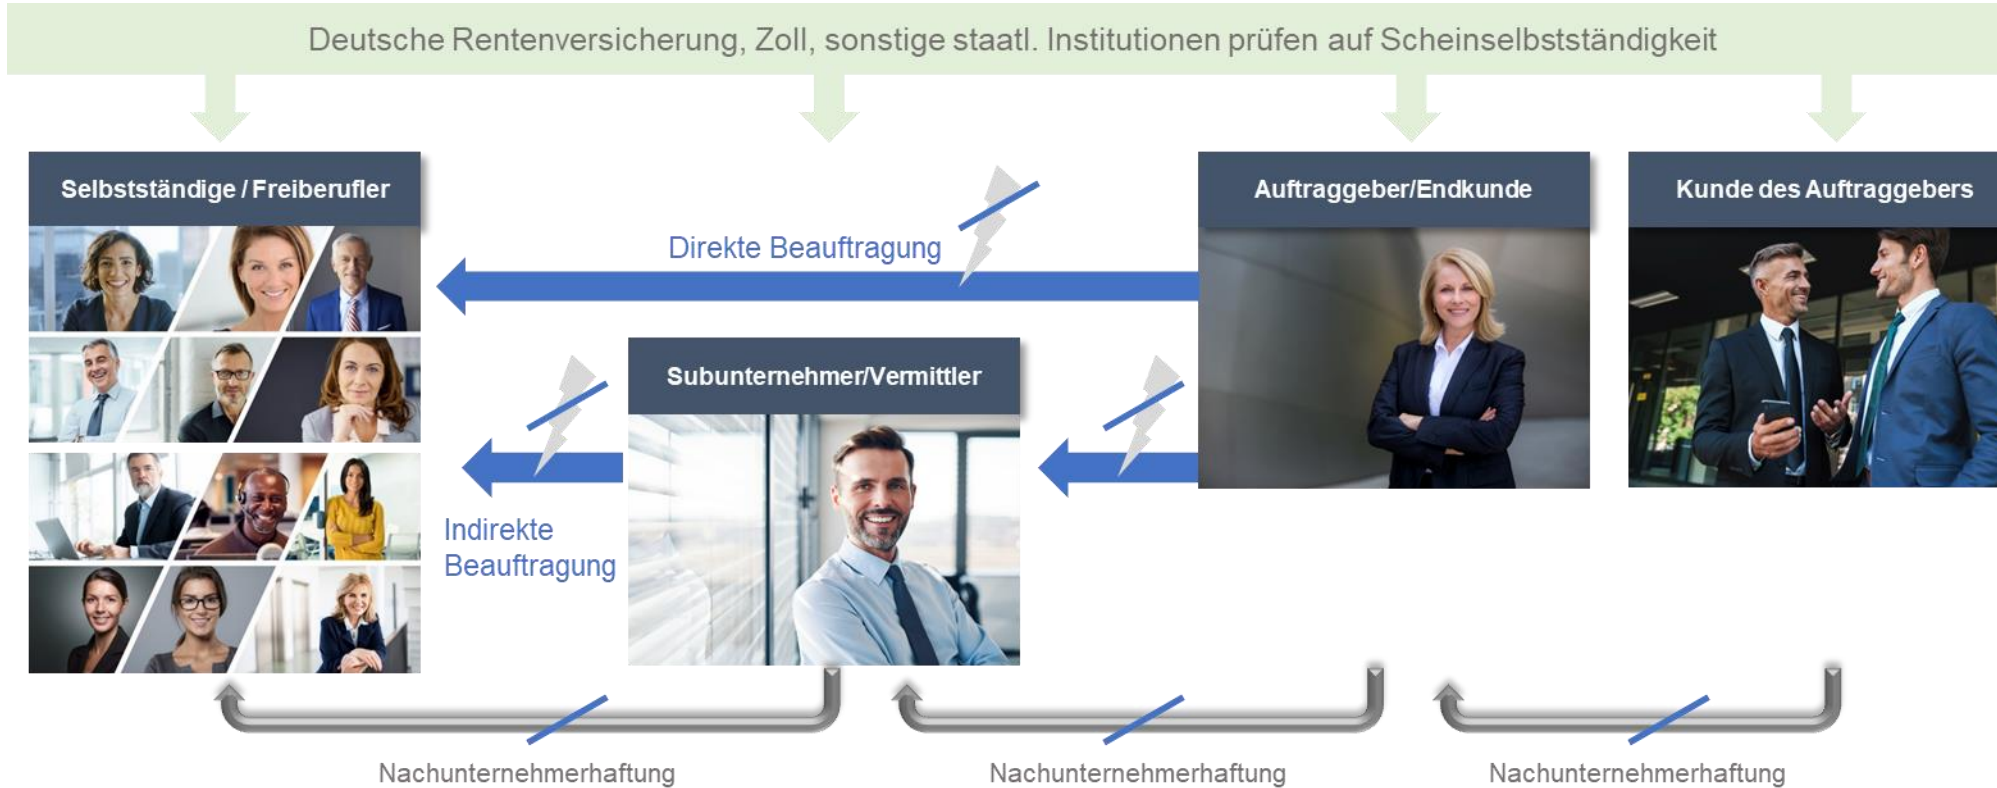 Deutsche Rentenversicherung, Zoll, sonstige staatl. Institutionen prüfen auf Scheinselbstständigkeit
Selbstständige / Freiberufler
Auftraggeber/Endkunde
Kunde des Auftraggebers
Direkte Beauftragung
Subunternehmer/Vermittler
Indirekte
Beauftragung
Nachunternehmerhaftung
Nachunternehmerhaftung
Nachunternehmerhaftung